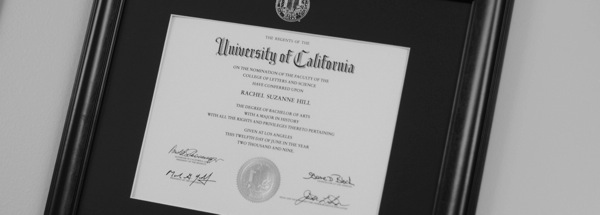 THE REGENTS OF THE
University of California
ON THE NOMINATION OF THE FACULTY OF THE
COLLEGE OF LETTERS AND SCIENCE
HAVE CONFERRED UPON
RACHEL SUZANNE HILL
THE DEGREE OF BACHELOR OF ARTS
WITH A MAJOR IN HISTORY
WITH ALL THE RIGHTS AND PRIVILEGES THERETO PERTAINING
GIVEN AT LOS ANGELES
THIS TWELFTH DAY OF JUNE IN THE YEAR
TWO THOUSAND AND NINE